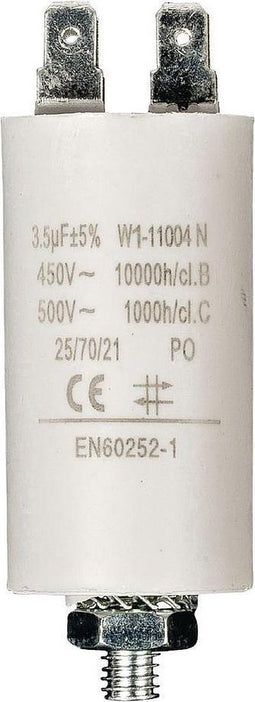 3.5µF±5% W1-11004 N
450V~ 10000h/cl.B
500V~ 1000h/cl.C
25/70/21 PO
CE
EN60252-1